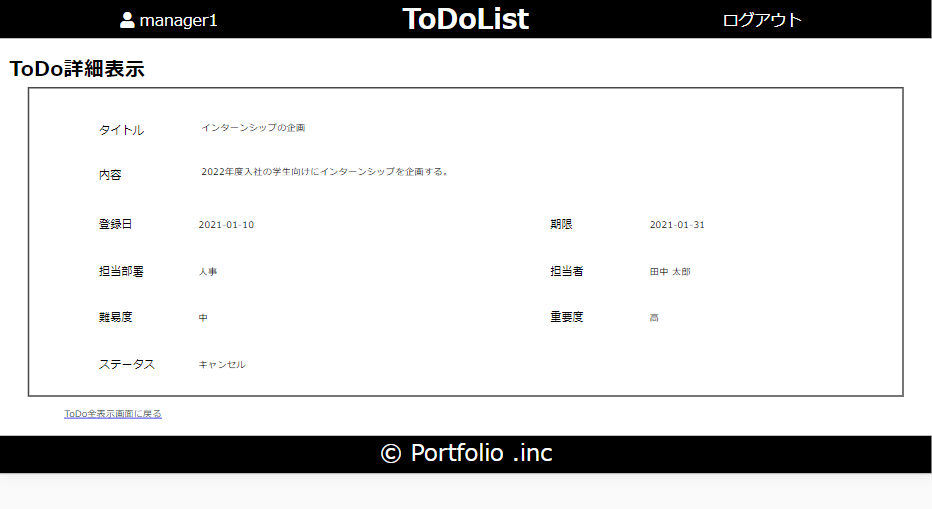 manager1 ToDoList ログアウト
ToDo詳細表示
タイトル インターンシップの企画
内容 2022年度入社の学生向けにインターンシップを企画する。
登録日 2021-01-10 期限 2021-01-31
担当部署 人事 担当者 田中 太郎
難易度 中 重要度 高
ステータス キャンセル
ToDo全表示画面に戻る
© Portfolio .inc